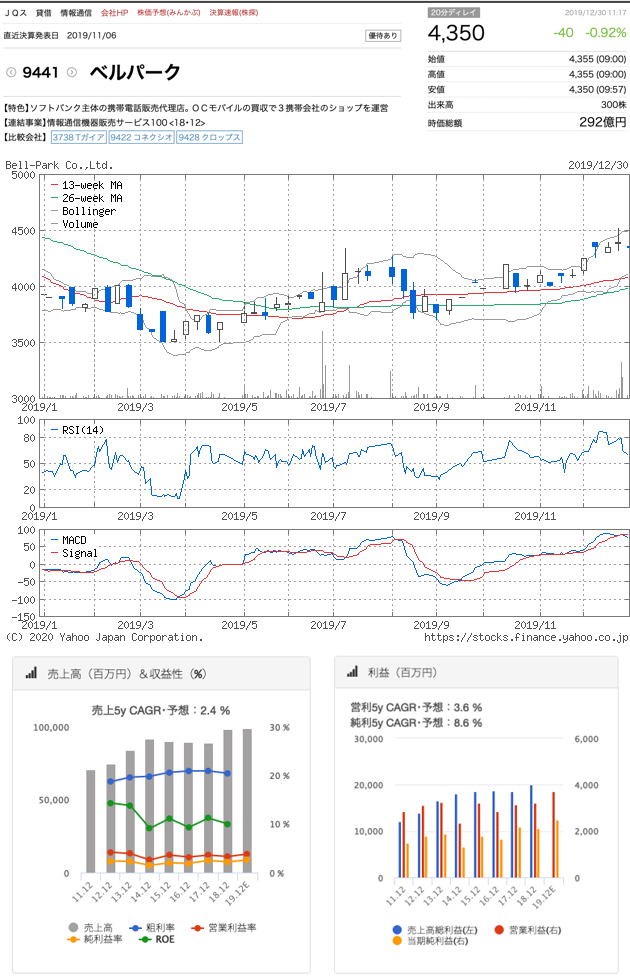 ＪＱス 貸借 情報通信 会社HP 株価予想(みんかぶ) 決算速報(株探)
直近決算発表日 2019/11/06
優待あり
9441 ベルパーク
【特色】ソフトバンク主体の携帯電話販売代理店。ＯＣモバイルの買収で３携帯会社のショップを運営
【連結事業】情報通信機器販売サービス100 <18・12>
【比較会社】 3738 Tガイア 9422 コネクシオ 9428 クロップス
20分ディレイ 2019/12/30 11:17
4,350 -40 -0.92%
始値 4,355 (09:00)
高値 4,355 (09:00)
安値 4,350 (09:57)
出来高 300株
時価総額 292億円
Bell-Park Co.,Ltd. 2019/12/30
5000
4500
4000
3500
3000
13-week MA
26-week MA
Bollinger
Volume
2019/1 2019/3 2019/5 2019/7 2019/9 2019/11
100
80
50
20
0
RSI(14)
2019/1 2019/3 2019/5 2019/7 2019/9 2019/11
100
50
0
-50
-100
-150
MACD
Signal
2019/1 2019/3 2019/5 2019/7 2019/9 2019/11
(C) 2020 Yahoo Japan Corporation. https://stocks.finance.yahoo.co.jp
売上高（百万円）＆収益性（%）
売上5y CAGR・予想：2.4 %
100,000 30 %
20 %
50,000
10 %
0 0 %
11.12 12.12 13.12 14.12 15.12 16.12 17.12 18.12 19.12E
売上高 粗利率 営業利益率
純利益率 ROE
利益（百万円）
営利5y CAGR・予想：3.6 %
純利5y CAGR・予想：8.6 %
30,000 6,000
20,000 4,000
10,000 2,000
0 0
11.12 12.12 13.12 14.12 15.12 16.12 17.12 18.12 19.12E
売上高総利益(左) 営業利益(右)
当期純利益(右)